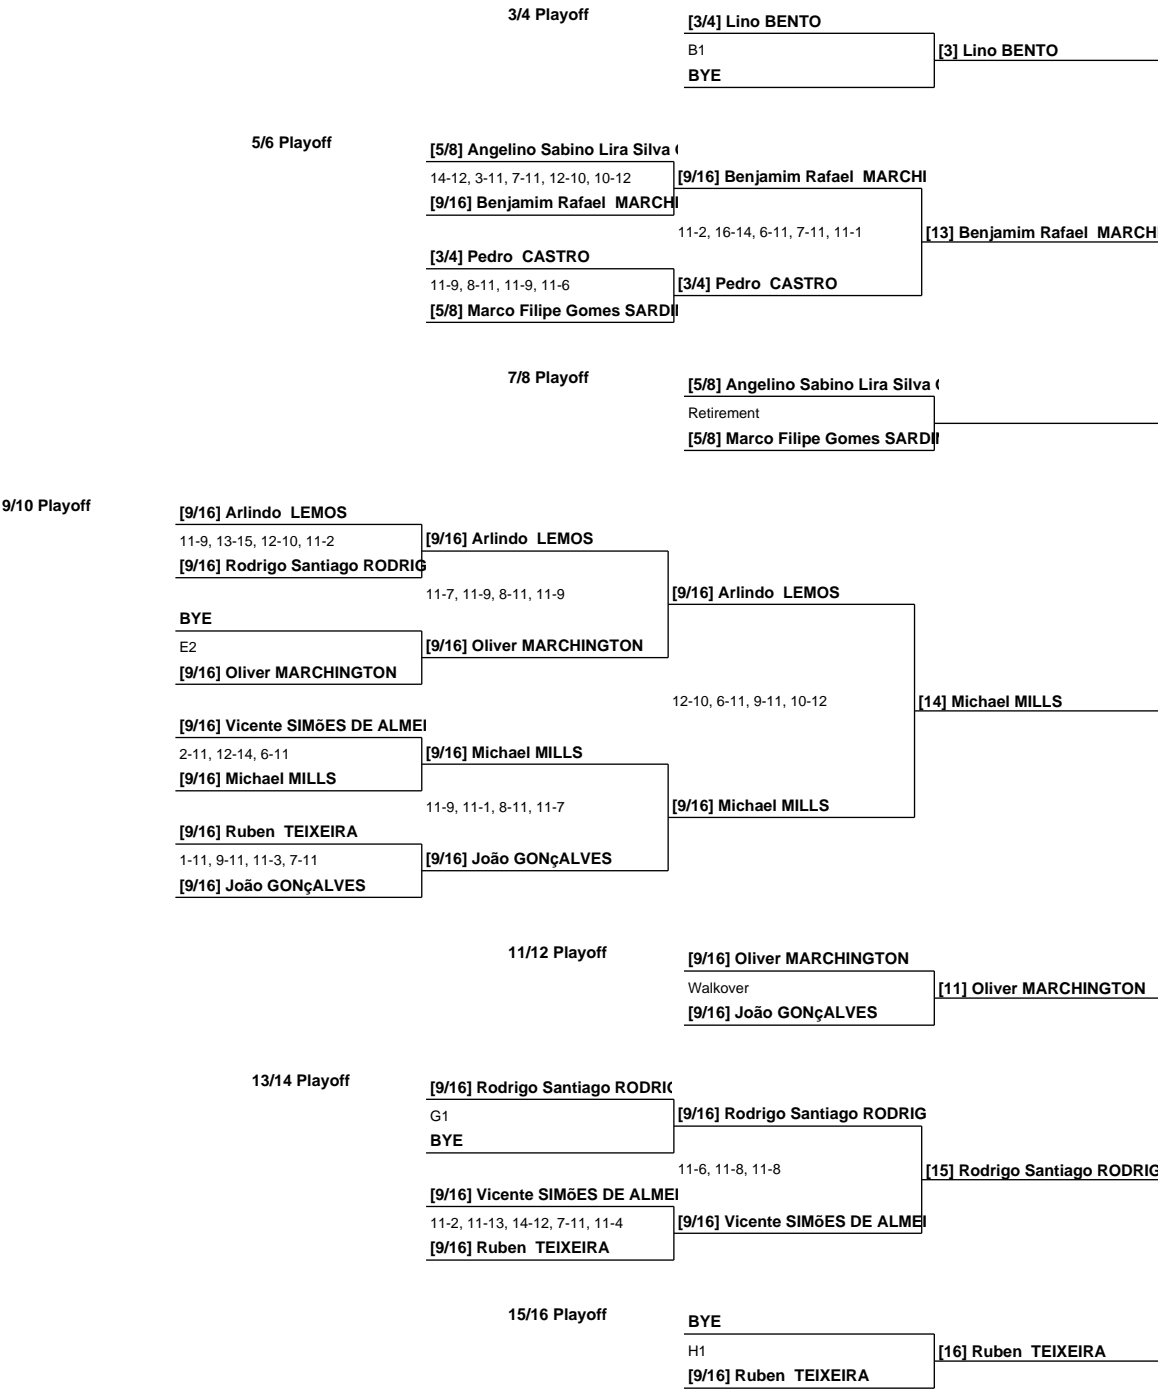 3/4 Playoff
[3/4] Lino BENTO
B1
[3] Lino BENTO
BYE
5/6 Playoff
[5/8] Angelino Sabino Lira Silva
14-12, 3-11, 7-11, 12-10, 10-12
[9/16] Benjamim Rafael MARCHI
[9/16] Benjamim Rafael MARCHI
11-2, 16-14, 6-11, 7-11, 11-1
[13] Benjamim Rafael MARCHI
[3/4] Pedro CASTRO
11-9, 8-11, 11-9, 11-6
[3/4] Pedro CASTRO
[5/8] Marco Filipe Gomes SARDI
7/8 Playoff
[5/8] Angelino Sabino Lira Silva
Retirement
[5/8] Marco Filipe Gomes SARDI
9/10 Playoff
[9/16] Arlindo LEMOS
11-9, 13-15, 12-10, 11-2
[9/16] Arlindo LEMOS
[9/16] Rodrigo Santiago RODRIG
11-7, 11-9, 8-11, 11-9
[9/16] Arlindo LEMOS
BYE
E2
[9/16] Oliver MARCHINGTON
[9/16] Oliver MARCHINGTON
12-10, 6-11, 9-11, 10-12
[14] Michael MILLS
[9/16] Vicente SIMõES DE ALMEI
2-11, 12-14, 6-11
[9/16] Michael MILLS
[9/16] Michael MILLS
11-9, 11-1, 8-11, 11-7
[9/16] Michael MILLS
[9/16] Ruben TEIXEIRA
1-11, 9-11, 11-3, 7-11
[9/16] João GONçALVES
[9/16] João GONçALVES
11/12 Playoff
[9/16] Oliver MARCHINGTON
Walkover
[11] Oliver MARCHINGTON
[9/16] João GONçALVES
13/14 Playoff
[9/16] Rodrigo Santiago RODRI
G1
[9/16] Rodrigo Santiago RODRIG
BYE
11-6, 11-8, 11-8
[15] Rodrigo Santiago RODRIG
[9/16] Vicente SIMõES DE ALMEI
11-2, 11-13, 14-12, 7-11, 11-4
[9/16] Vicente SIMõES DE ALMEI
[9/16] Ruben TEIXEIRA
15/16 Playoff
BYE
H1
[16] Ruben TEIXEIRA
[9/16] Ruben TEIXEIRA